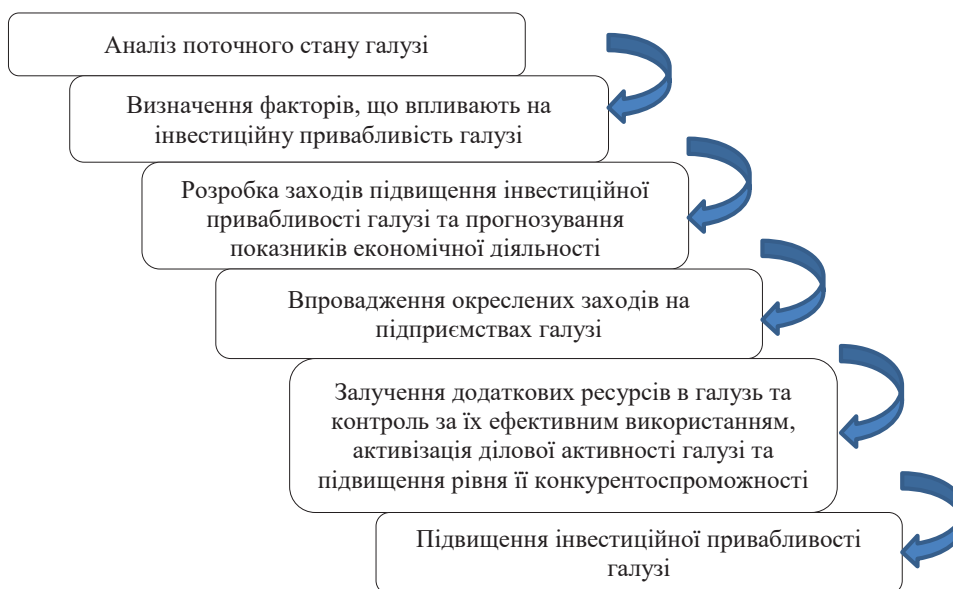 Аналіз поточного стану галузі
Визначення факторів, що впливають на
інвестиційну привабливість галузі
Розробка заходів підвищення інвестиційної
привабливості галузі та прогнозування
показників економічної діяльності
Впровадження окреслених заходів на
підприємствах галузі
Залучення додаткових ресурсів в галузь та
контроль за їх ефективним використанням,
активізація ділової активності галузі та
підвищення рівня її конкурентоспроможності
Підвищення інвестиційної привабливості
галузі